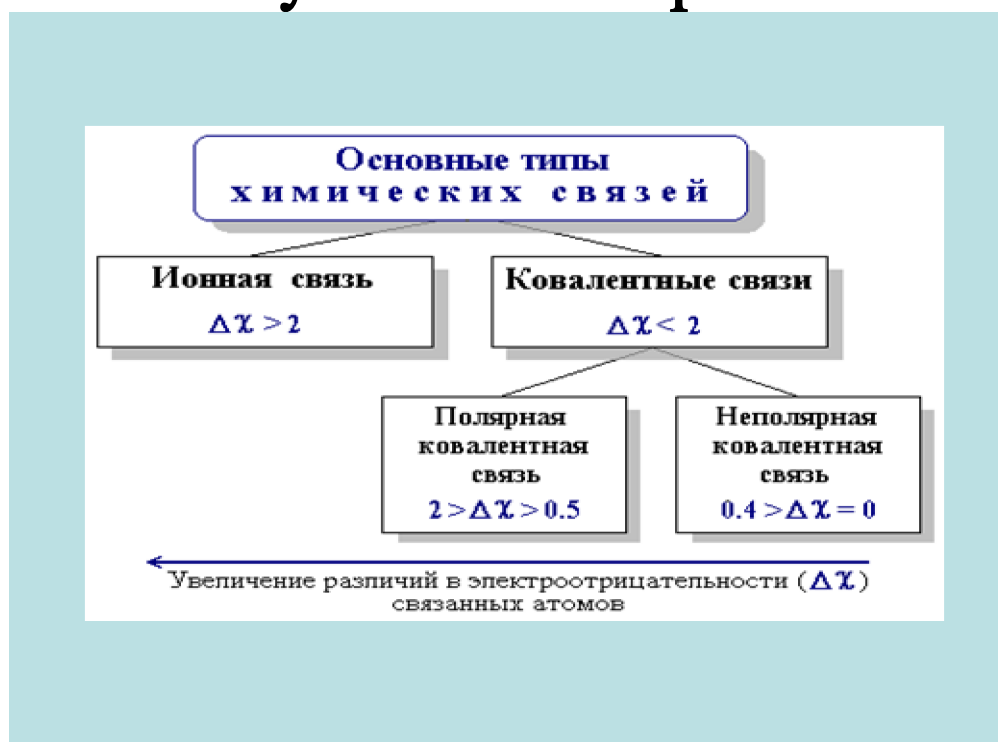 Основные типы
химических связей
Ионная связь
Δχ > 2
Ковалентные связи
Δχ < 2
Полярная
ковалентная
связь
2 > Δχ > 0.5
Неполярная
ковалентная
связь
0.4 > Δχ = 0
Увеличение различий в электроотрицательности (Δχ)
связанных атомов